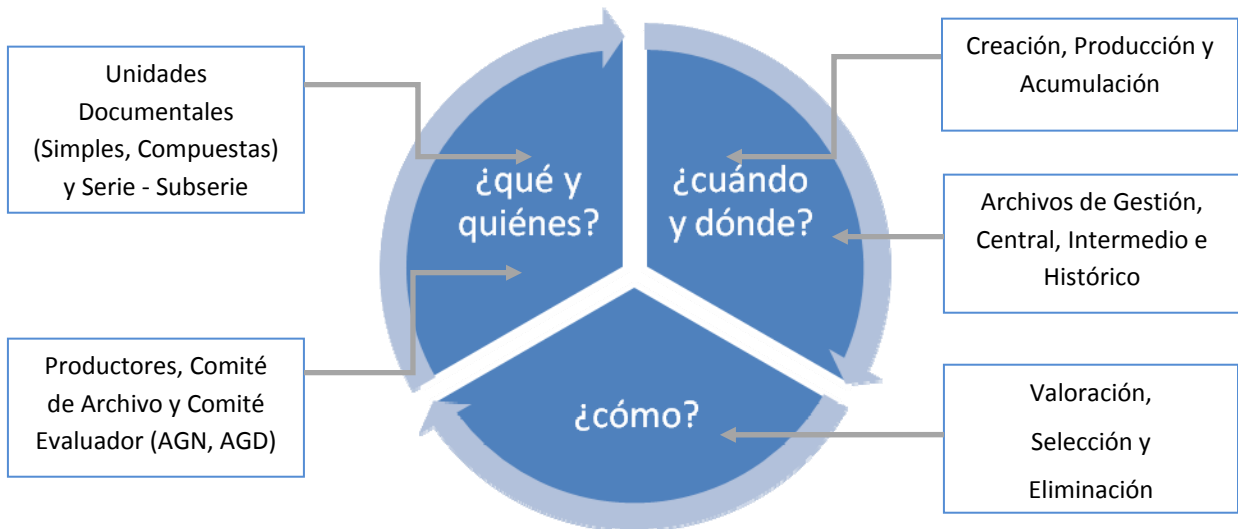 Unidades
Documentales
(Simples, Compuestas)
y Serie - Subserie
Productores, Comité
de Archivo y Comité
Evaluador (AGN, AGD)
¿qué y
quiénes?
¿cuándo
y dónde?
¿cómo?
Creación, Producción y
Acumulación
Archivos de Gestión,
Central, Intermedio e
Histórico
Valoración,
Selección y
Eliminación